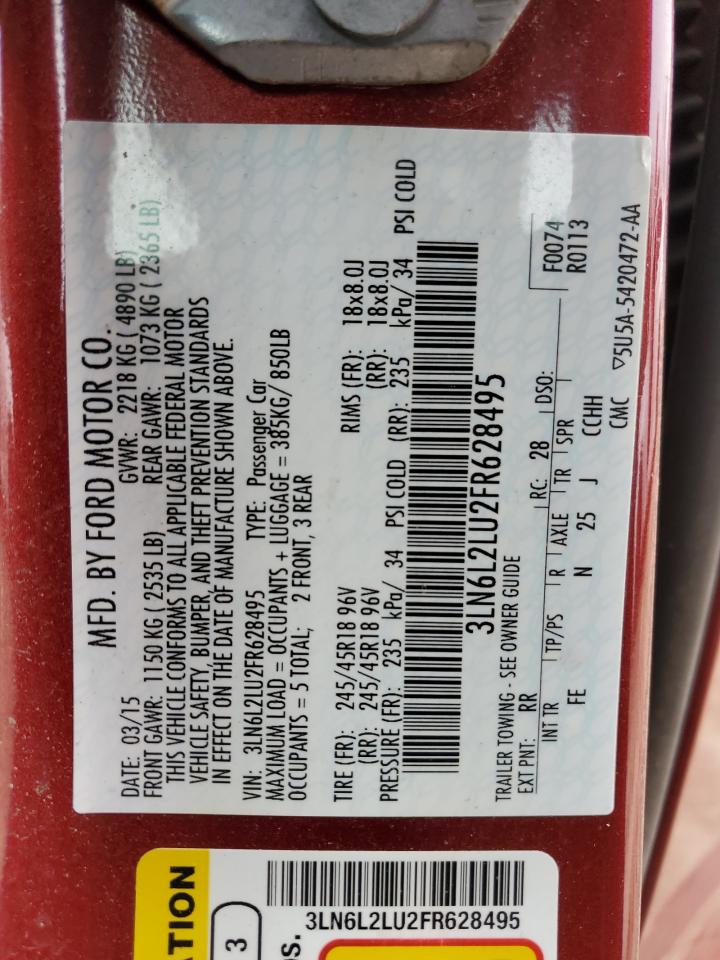 MFD. BY FORD MOTOR CO.
DATE: 03/15 GVWR: 2218 KG ( 4890 LB)
FRONT GAWR: 1150 KG ( 2535 LB) REAR GAWR: 1073 KG ( 2365 LB)
THIS VEHICLE CONFORMS TO ALL APPLICABLE FEDERAL MOTOR
VEHICLE SAFETY, BUMPER, AND THEFT PREVENTION STANDARDS
IN EFFECT ON THE DATE OF MANUFACTURE SHOWN ABOVE.
VIN: 3LN6L2LU2FR628495 TYPE: Passenger Car
MAXIMUM LOAD = OCCUPANTS + LUGGAGE = 385KG/ 850LB
OCCUPANTS = 5 TOTAL: 2 FRONT, 3 REAR
TIRE (FR): 245/45R18 96V RIMS (FR): 18x8.0J
(RR): 245/45R18 96V (RR): 18x8.0J
PRESSURE (FR): 235 kPa/ 34 PSI COLD (RR): 235 kPa/ 34 PSI COLD
3LN6L2LU2FR628495
TRAILER TOWING - SEE OWNER GUIDE
EXT PNT: RR RC: 28 DSO: F0074
R0113
INT TR TP/PS R AXLE TR SPR
FE N 25 J CCHH
CMC ▽5U5A-5420472-AA
ATION
3
os.
3LN6L2LU2FR628495